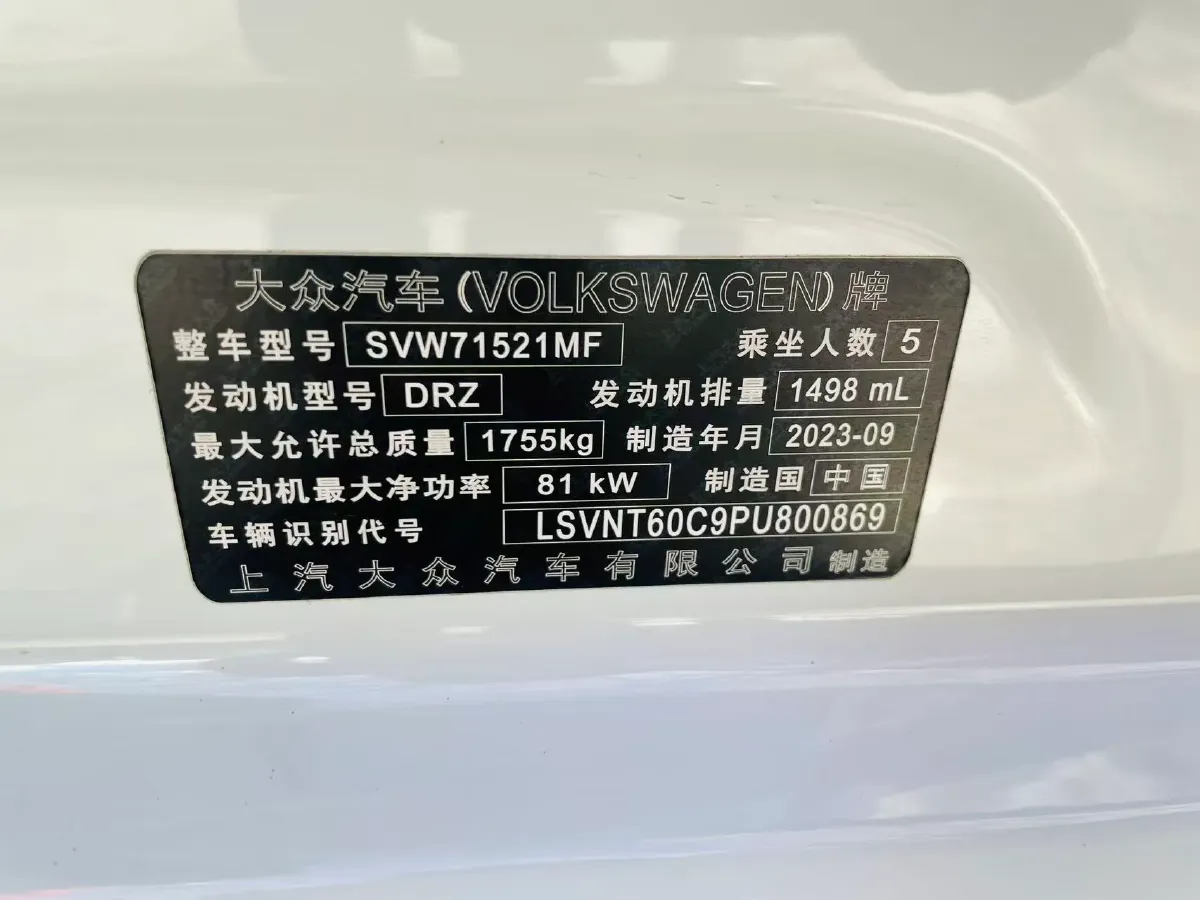 大众汽车(VOLKSWAGEN)牌
整车型号 SVW71521MF 乘坐人数 5
发动机型号 DRZ 发动机排量 1498 mL
最大允许总质量 1755kg 制造年月 2023-09
发动机最大净功率 81 kW 制造国 中国
车辆识别代号 LSVNT60C9PU800869
上汽大众汽车有限公司 制造